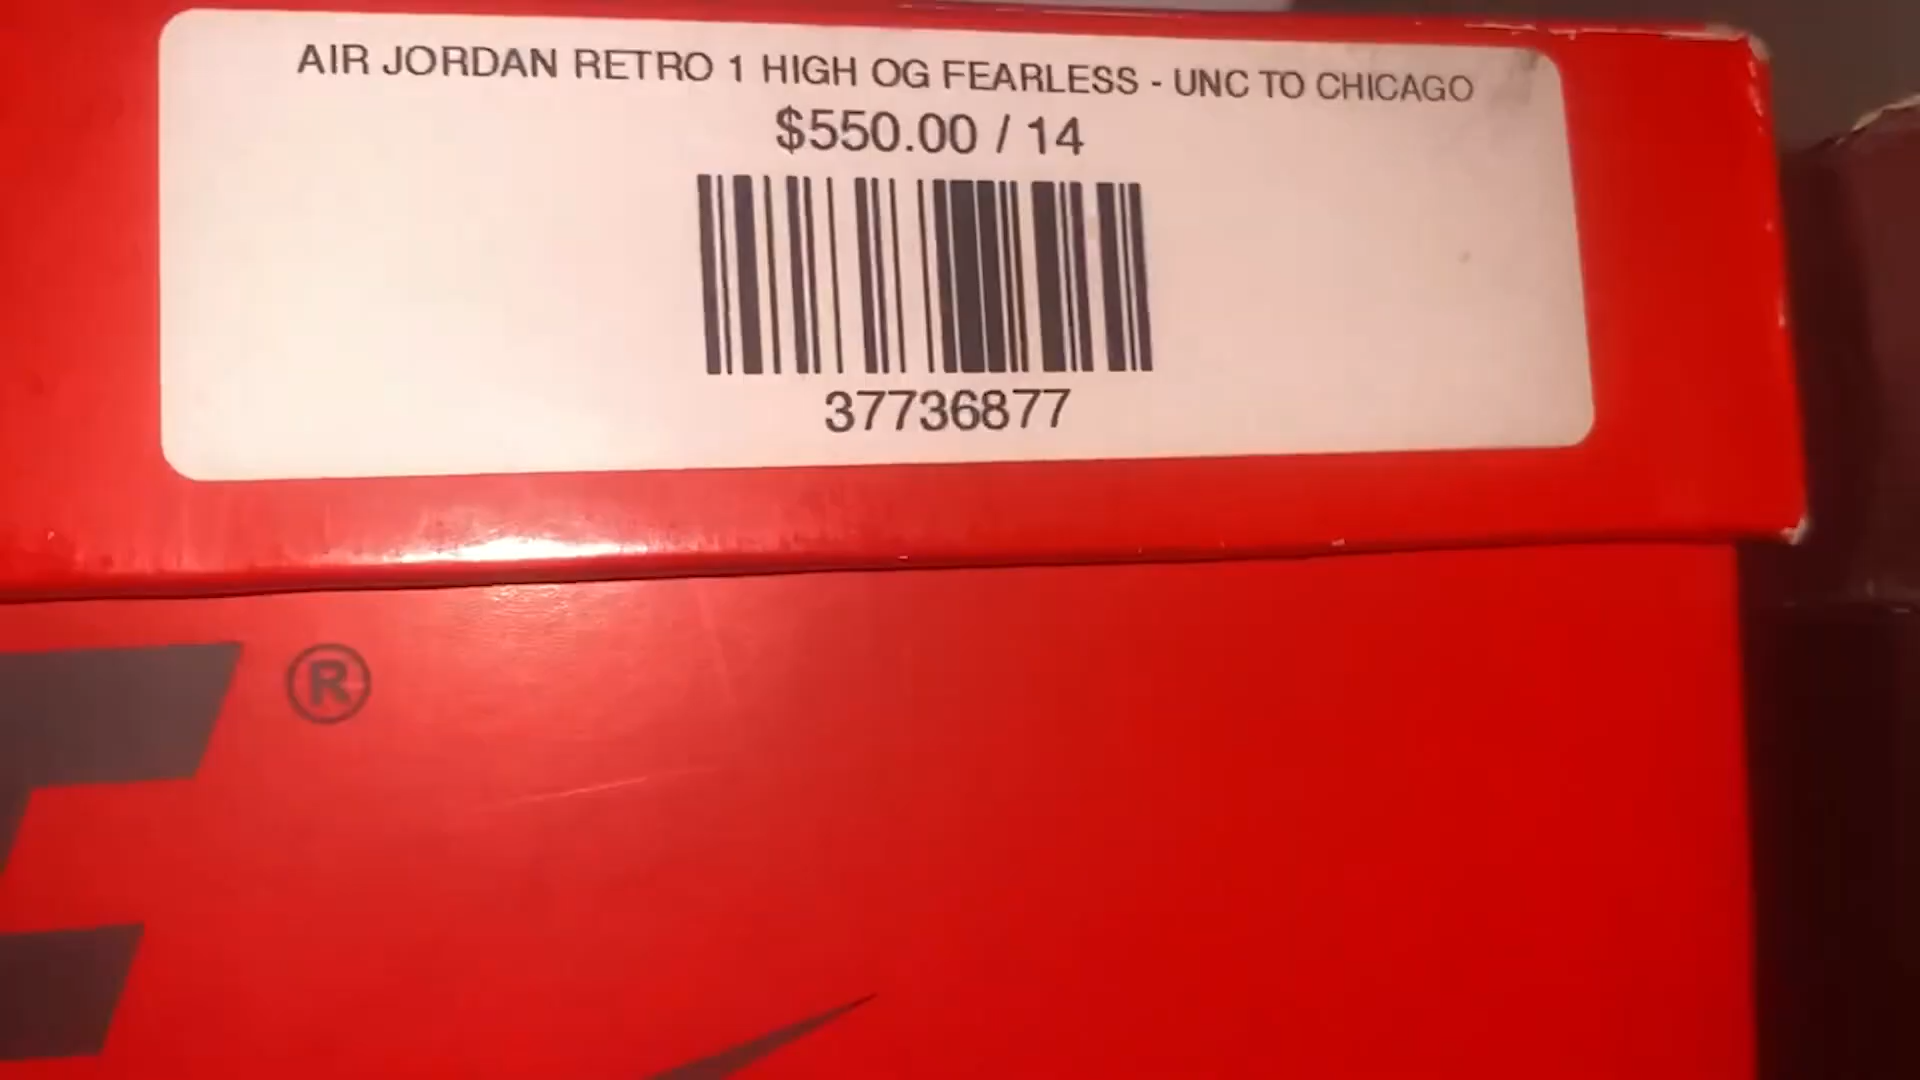 AIR JORDAN RETRO 1 HIGH OG FEARLESS - UNC TO CHICAGO
$550.00 / 14
37736877
®